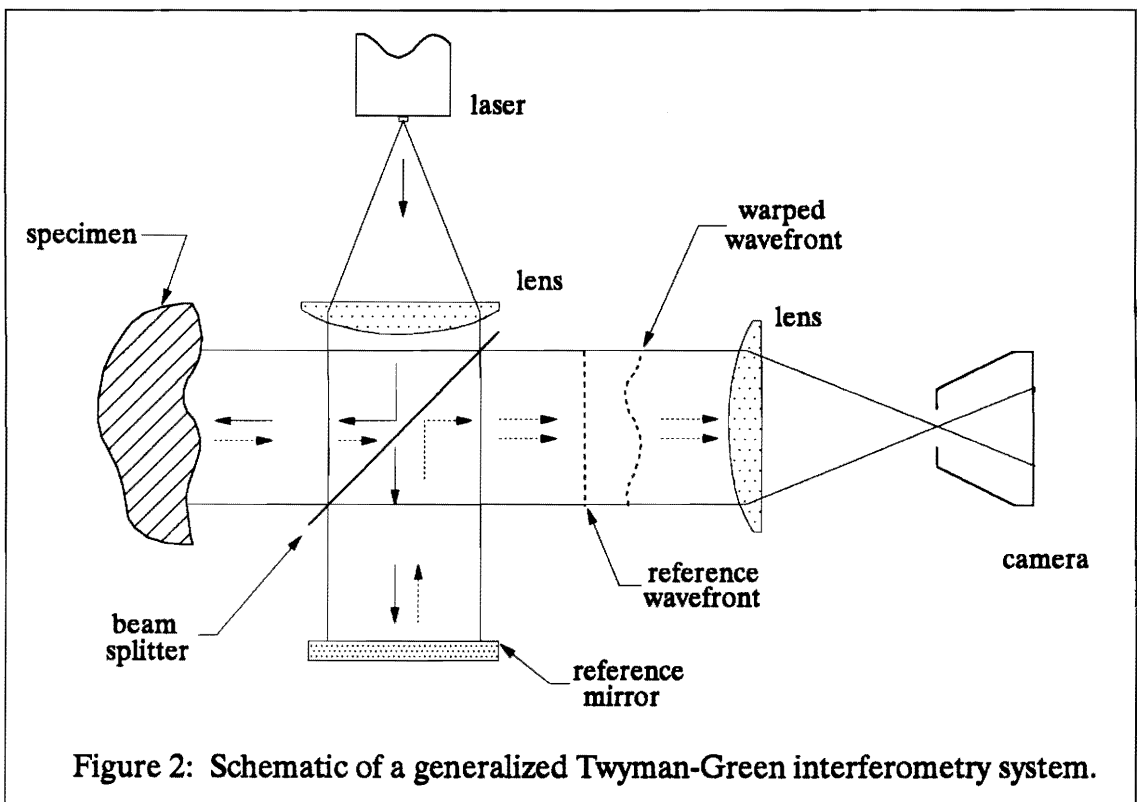 laser
specimen
warped
wavefront
lens
lens
camera
reference
wavefront
beam
splitter
reference
mirror
Figure 2: Schematic of a generalized Twyman-Green interferometry system.